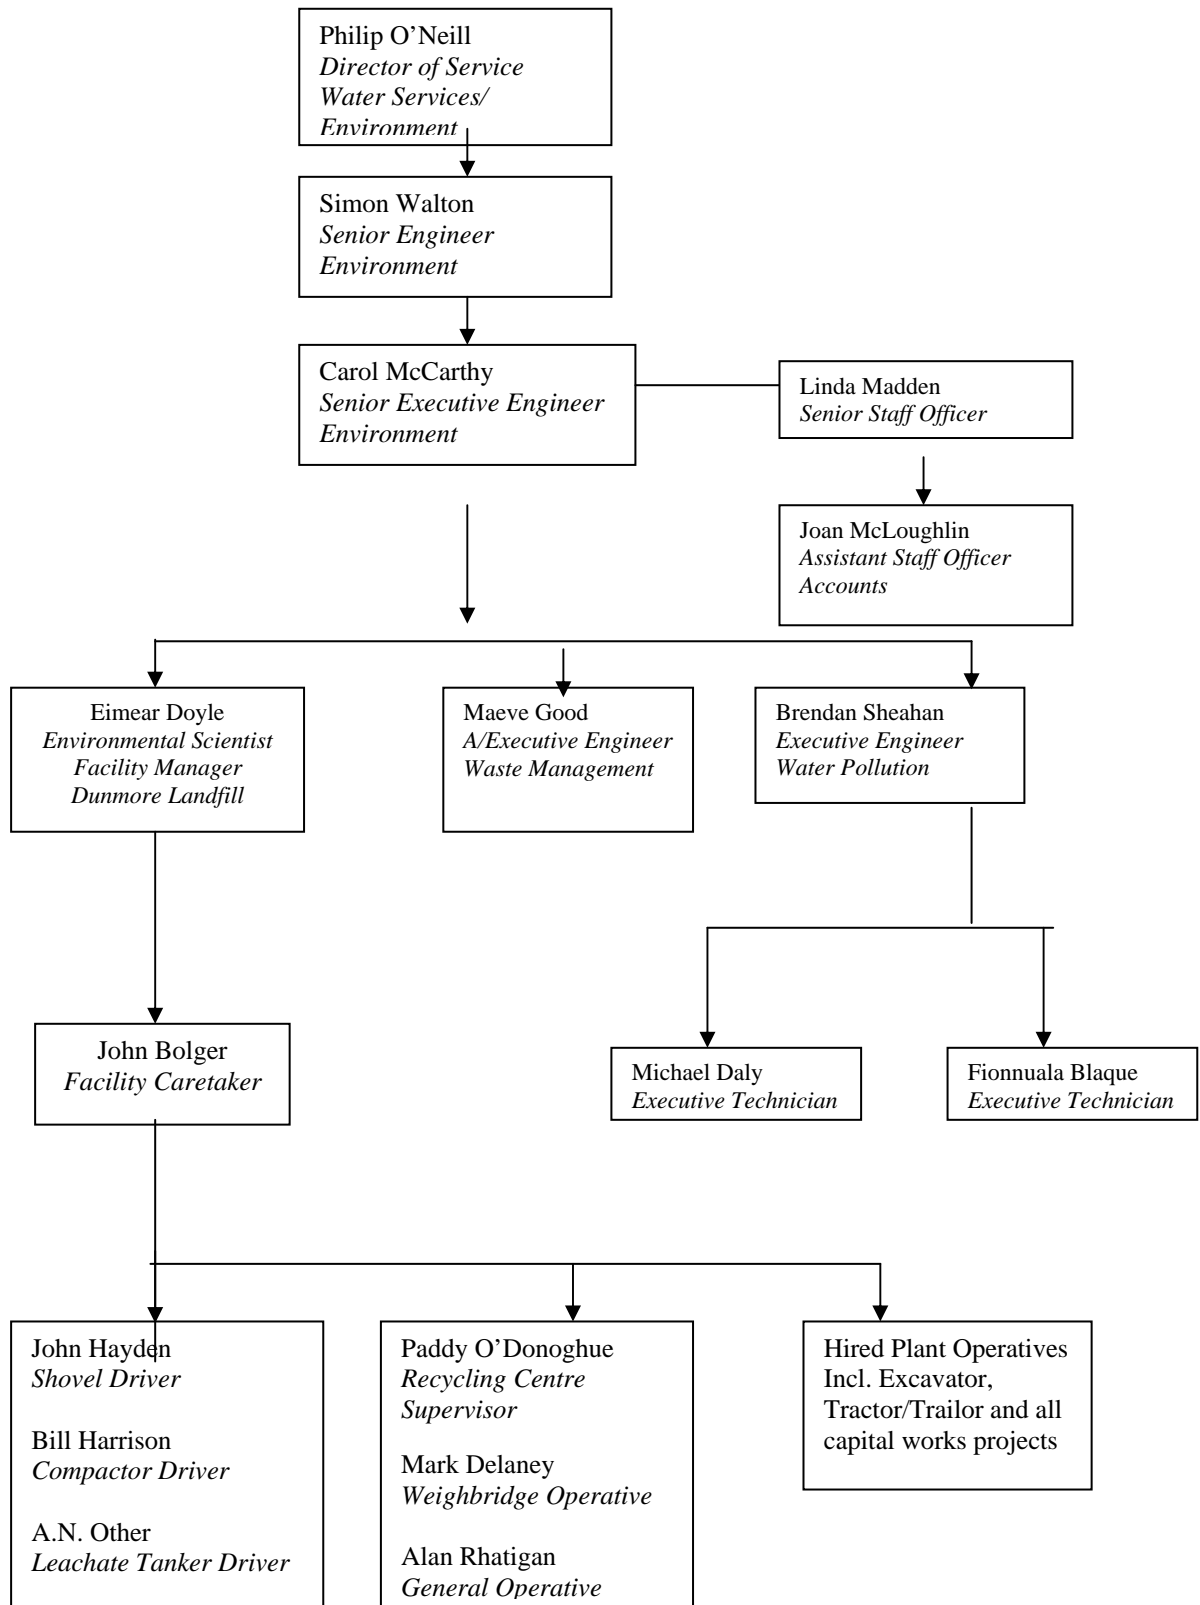 Philip O’Neill
Director of Service
Water Services/
Environment
Simon Walton
Senior Engineer
Environment
Carol McCarthy
Senior Executive Engineer
Environment
Linda Madden
Senior Staff Officer
Joan McLoughlin
Assistant Staff Officer
Accounts
Eimear Doyle
Environmental Scientist
Facility Manager
Dunmore Landfill
Maeve Good
A/Executive Engineer
Waste Management
Brendan Sheahan
Executive Engineer
Water Pollution
John Bolger
Facility Caretaker
Michael Daly
Executive Technician
Fionnuala Blaque
Executive Technician
John Hayden
Shovel Driver
Bill Harrison
Compactor Driver
A.N. Other
Leachate Tanker Driver
Paddy O’Donoghue
Recycling Centre
Supervisor
Mark Delaney
Weighbridge Operative
Alan Rhatigan
General Operative
Hired Plant Operatives
Incl. Excavator,
Tractor/Trailor and all
capital works projects